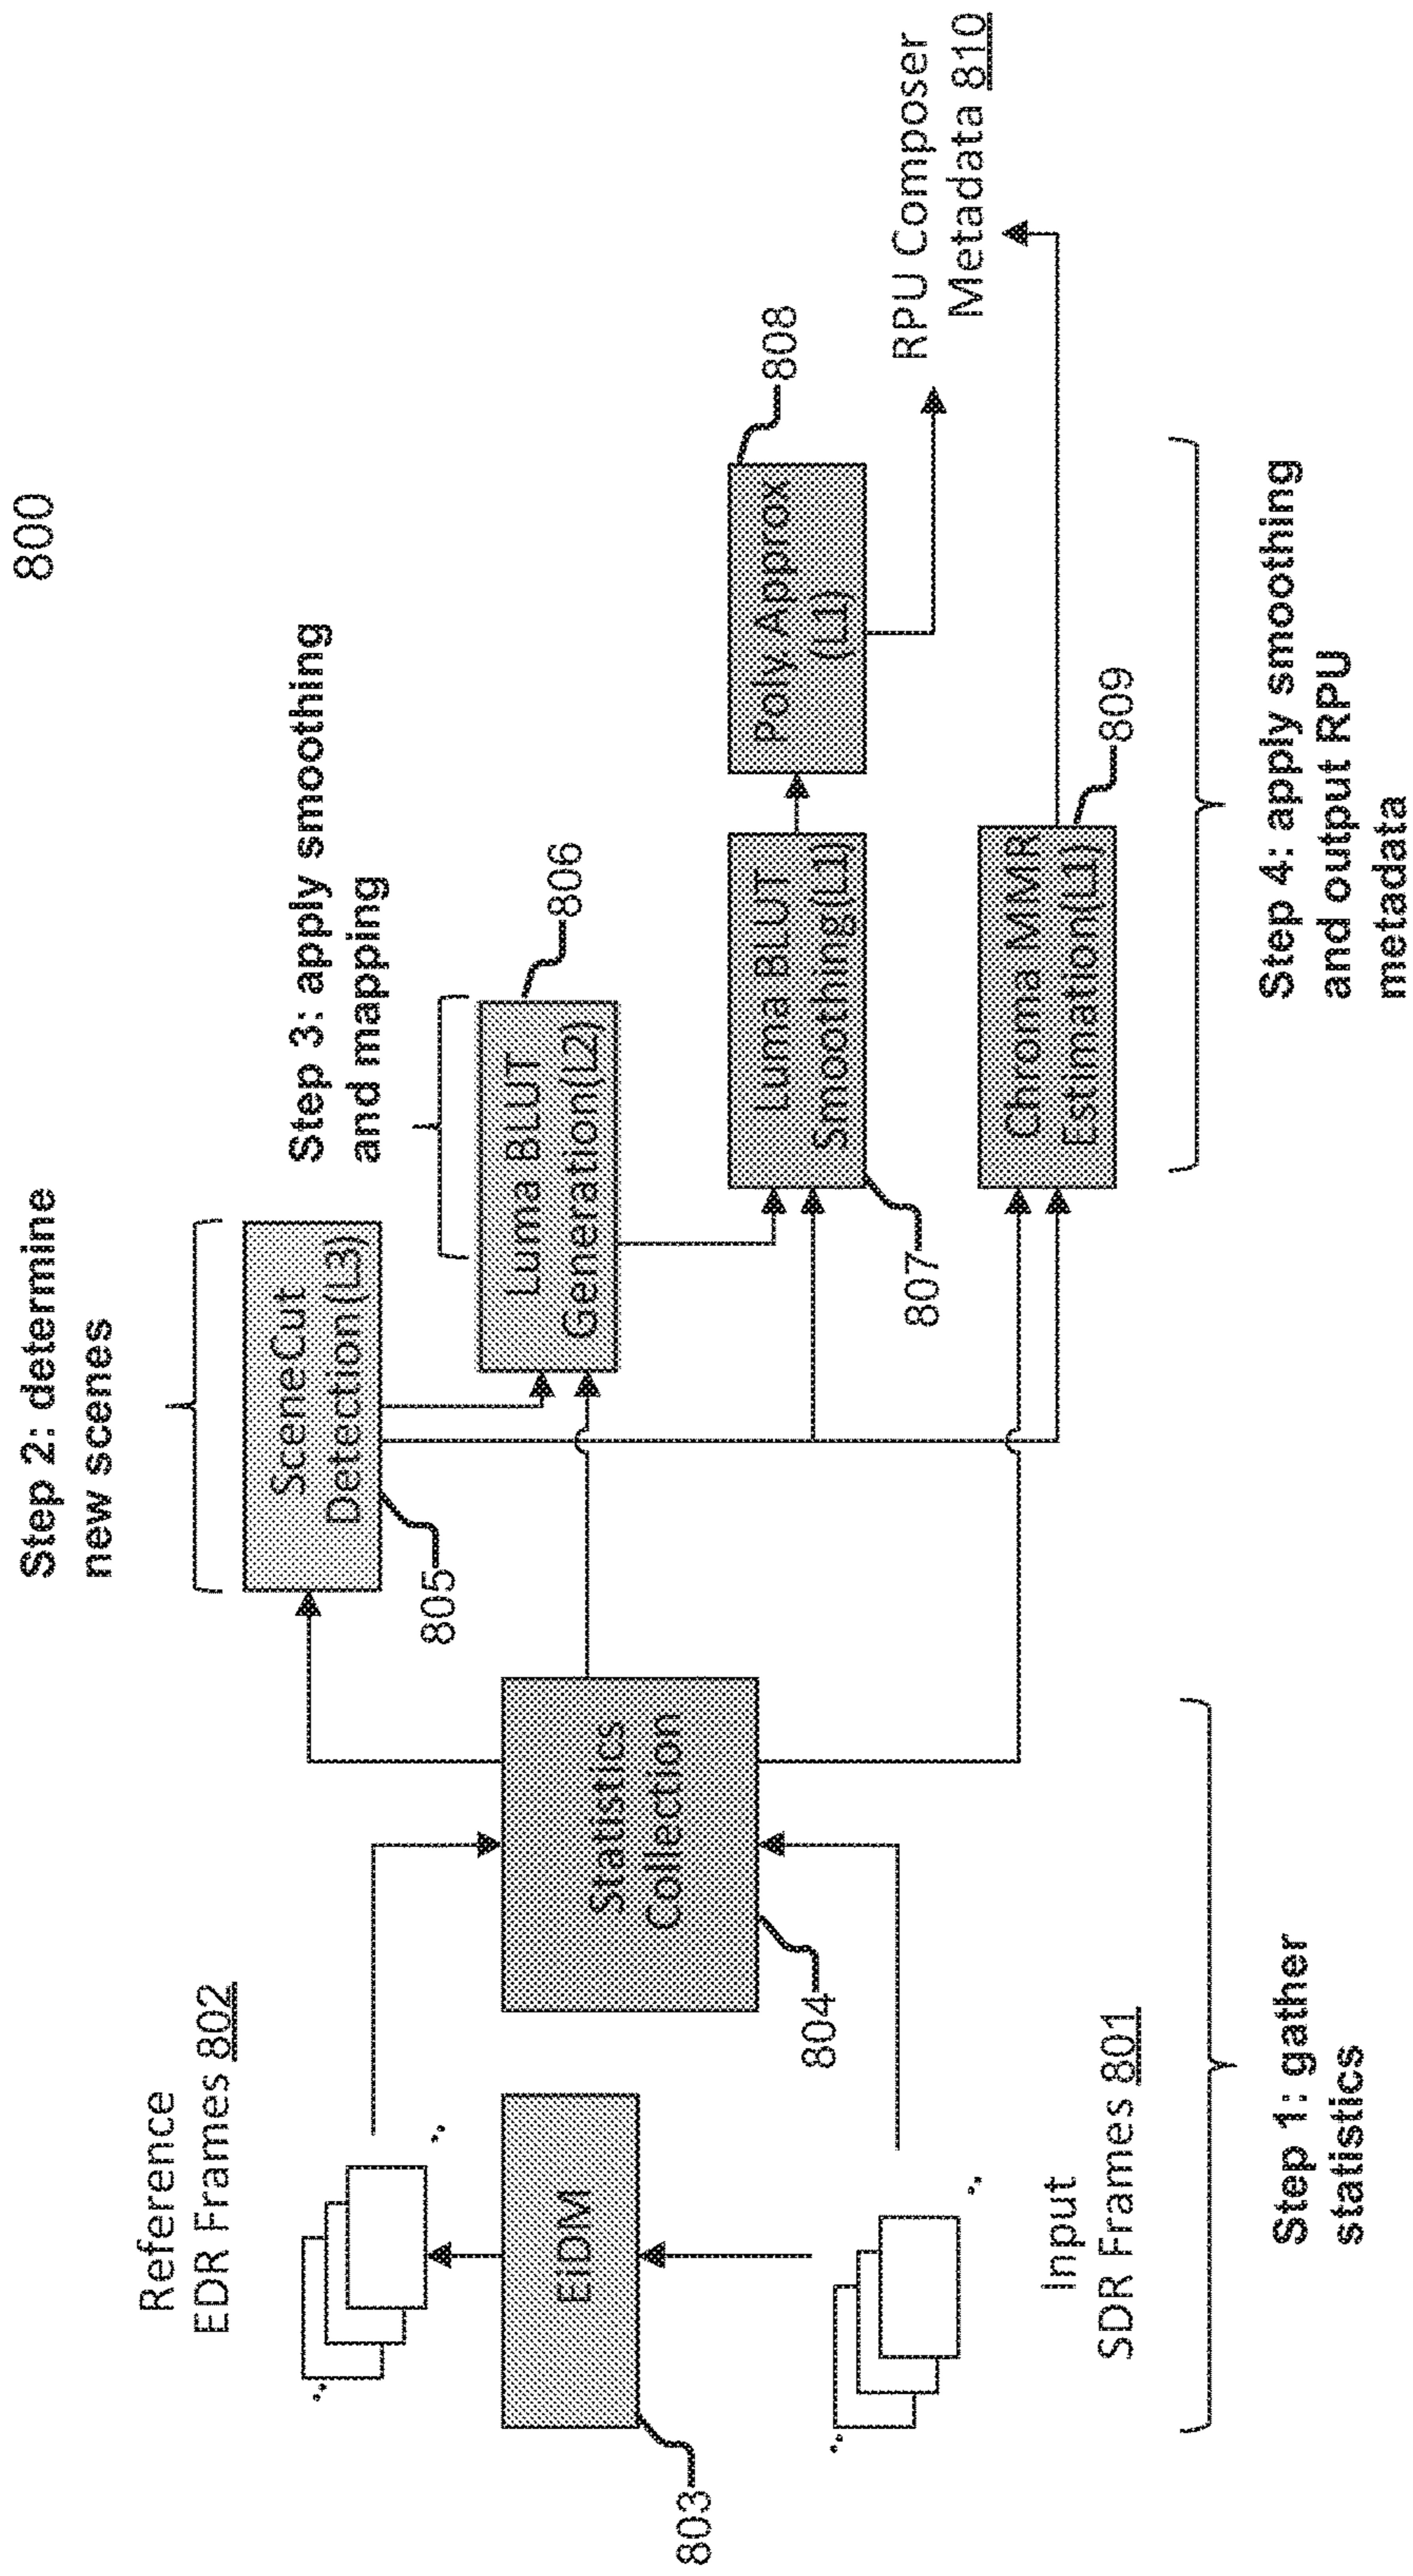 800
Step 2: determine
new scenes
Step 3: apply smoothing
and mapping
Reference
EDR Frames 802
SceneCut
Detection(L3)
805
Luma BLUT
Generation(L2)
806
EIDM
803
Statistics
Collection
804
Luma BLUT
Smoothing(L1)
807
Poly. Approx
(L1)
808
RPU Composer
Metadata 810
Chroma MMR
Estimation(L1)
809
Input
SDR Frames 801
Step 1: gather
statistics
Step 4: apply smoothing
and output RPU
metadata